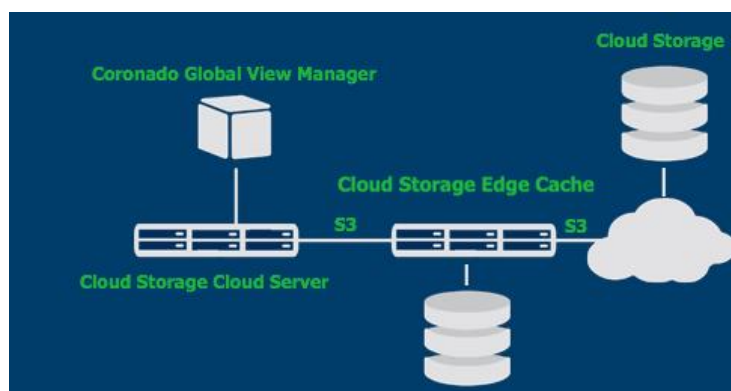 Cloud Storage
Coronado Global View Manager
Cloud Storage Edge Cache
S3
S3
Cloud Storage Cloud Server